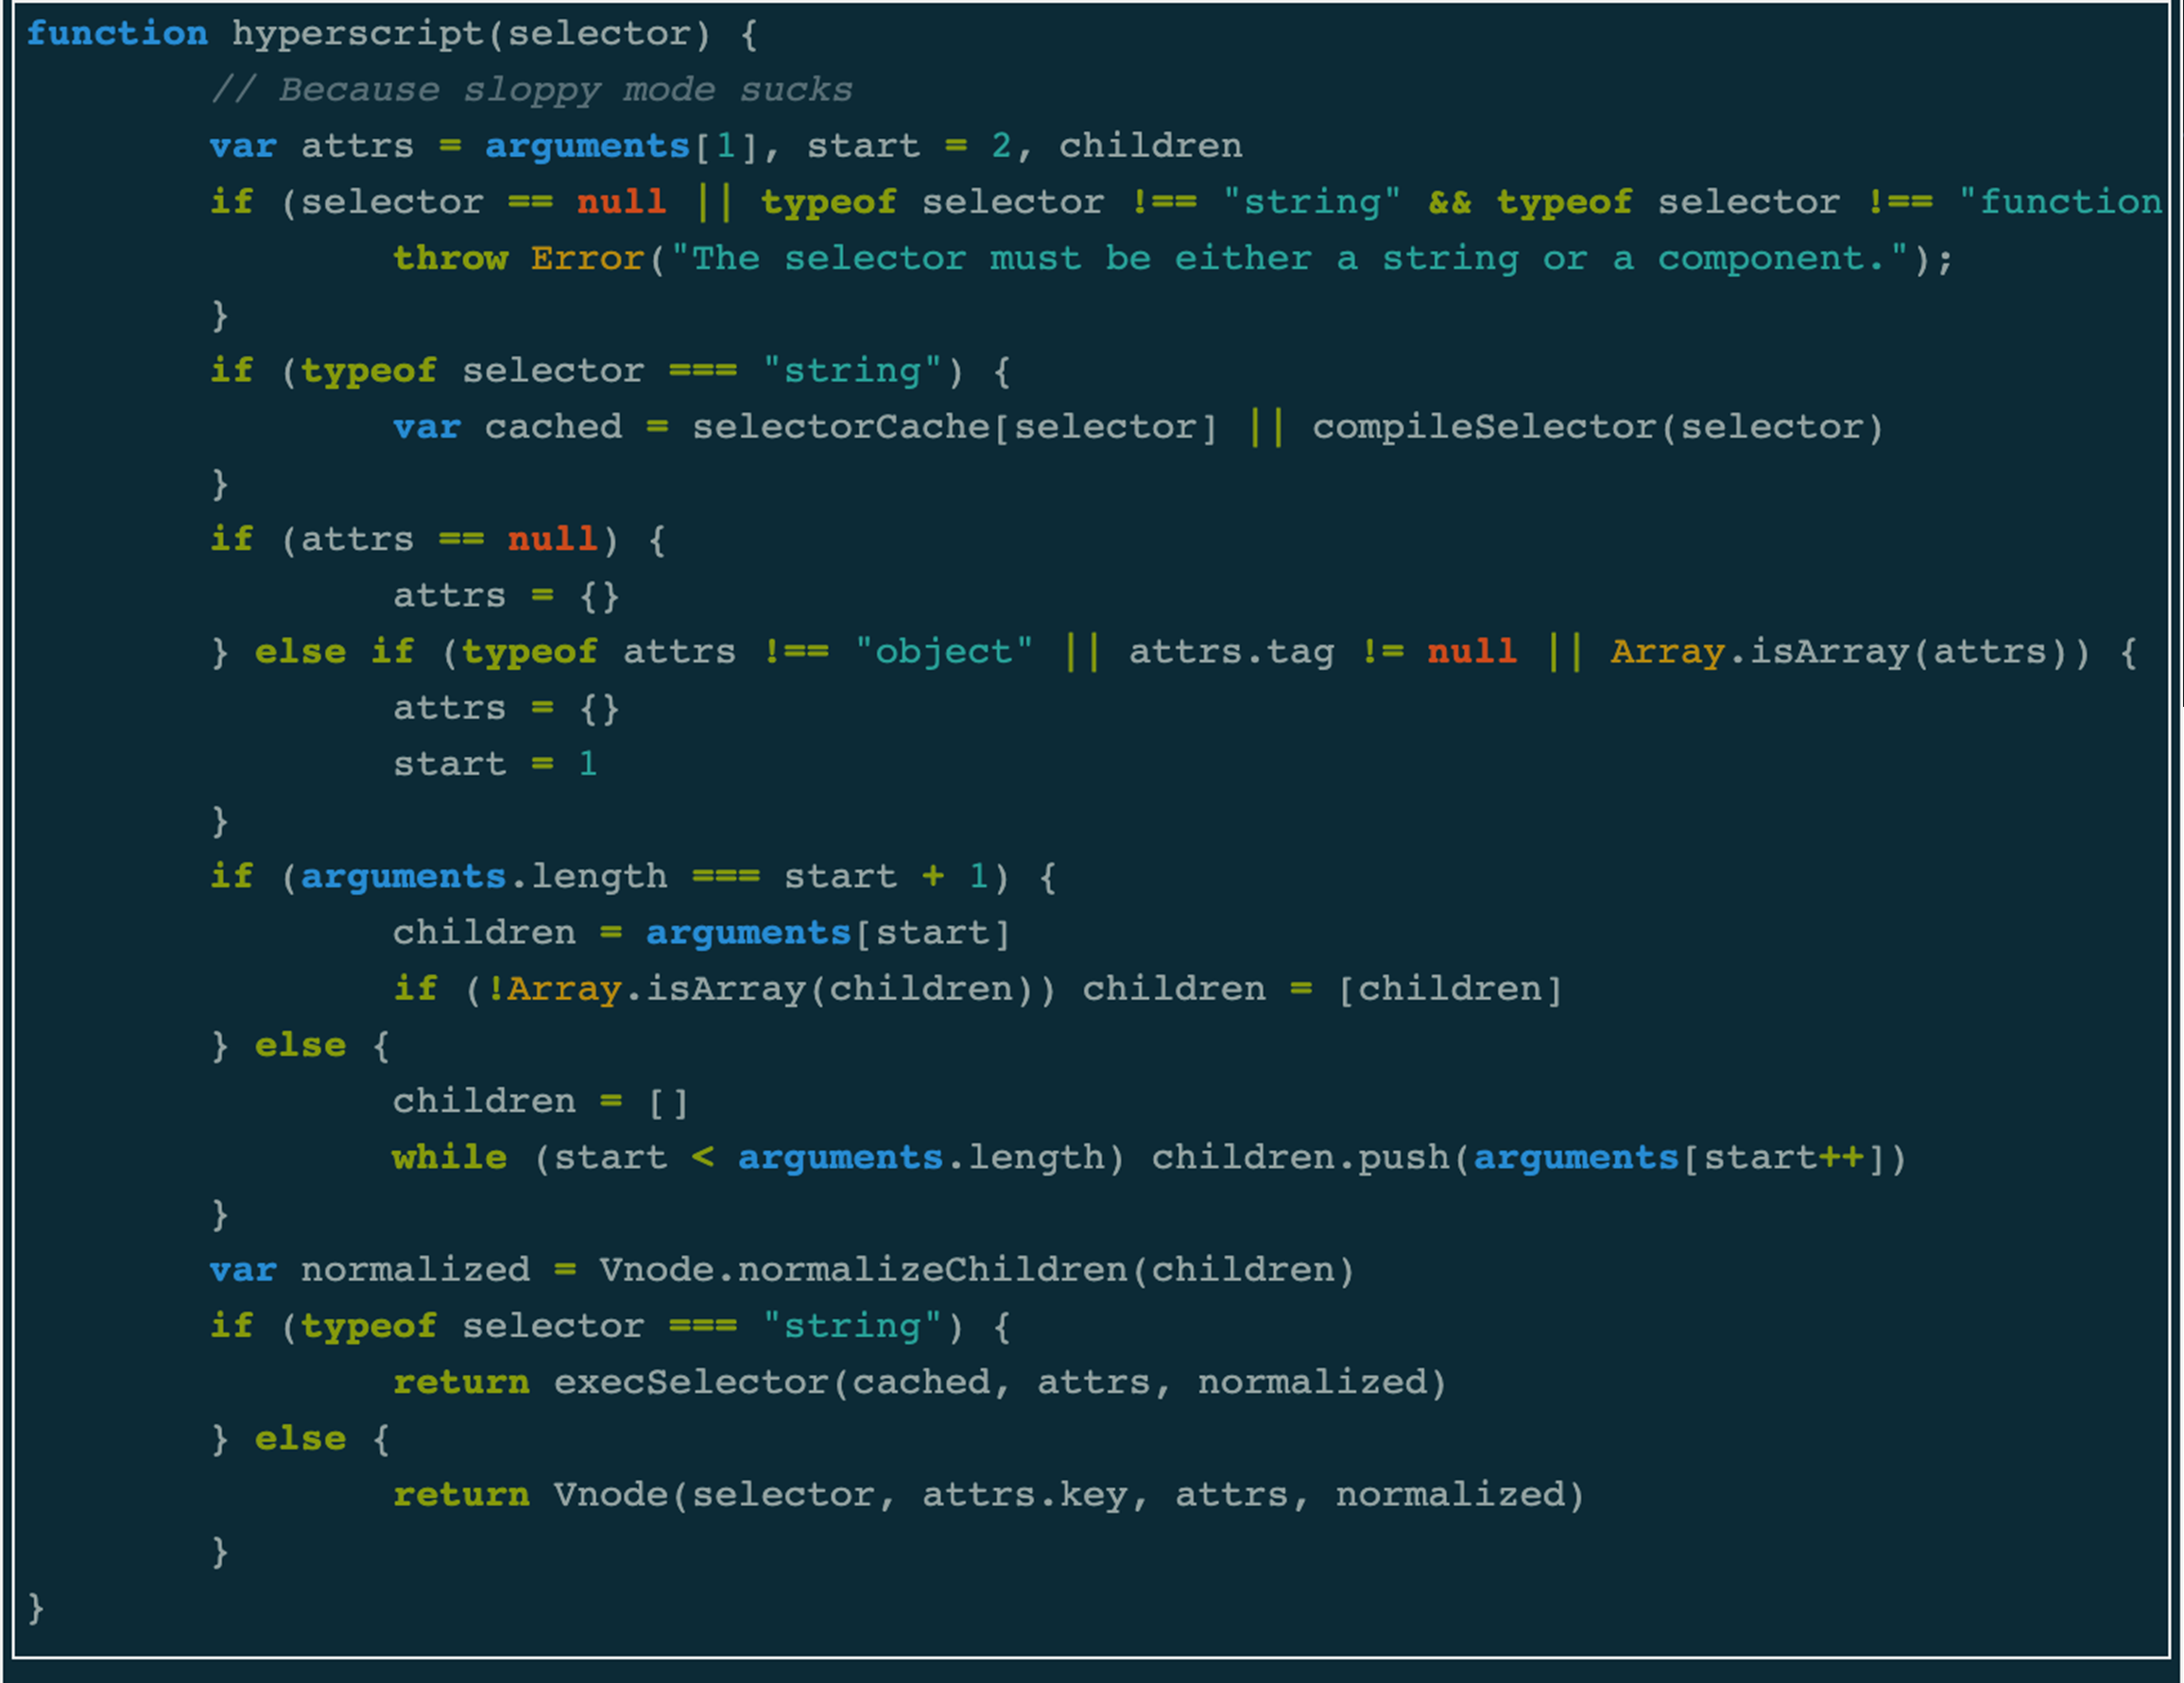 function hyperscript(selector) {
// Because sloppy mode sucks
var attrs = arguments[1], start = 2, children
if (selector == null || typeof selector !== "string" && typeof selector !== "function
throw Error("The selector must be either a string or a component.");
}
if (typeof selector === "string") {
var cached = selectorCache[selector] || compileSelector(selector)
}
if (attrs == null) {
attrs = {}
} else if (typeof attrs !== "object" || attrs.tag != null || Array.isArray(attrs)) {
attrs = {}
start = 1
}
if (arguments.length === start + 1) {
children = arguments[start]
if (!Array.isArray(children)) children = [children]
} else {
children = []
while (start < arguments.length) children.push(arguments[start++])
}
var normalized = Vnode.normalizeChildren(children)
if (typeof selector === "string") {
return execSelector(cached, attrs, normalized)
} else {
return Vnode(selector, attrs.key, attrs, normalized)
}
}